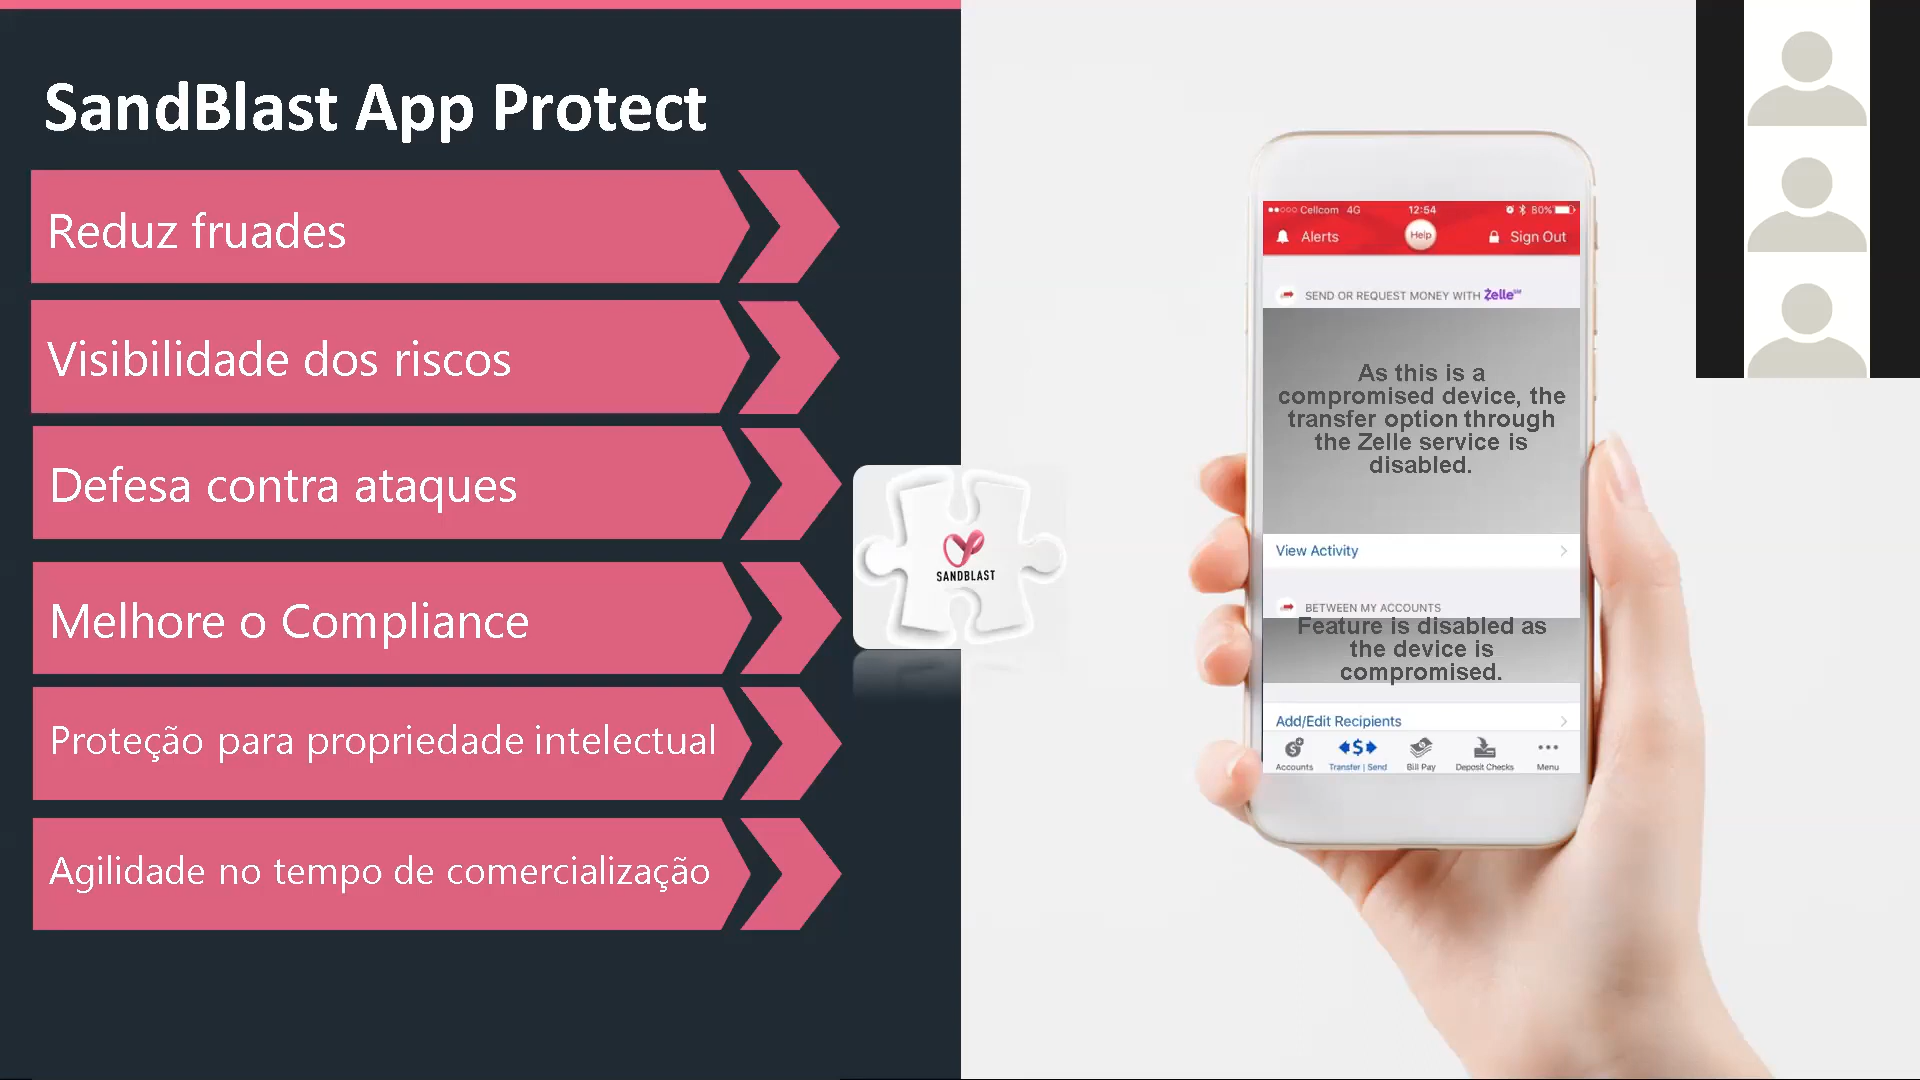 SandBlast App Protect
Reduz fruades
Visibilidade dos riscos
Defesa contra ataques
Melhore o Compliance
Proteção para propriedade intelectual
Agilidade no tempo de comercialização
SANDBLAST
Cellcom 4G 12:54 80%
Alerts Help Sign Out
SEND OR REQUEST MONEY WITH Zelle℠
As this is a
compromised device, the
transfer option through
the Zelle service is
disabled.
View Activity
BETWEEN MY ACCOUNTS
Feature is disabled as
the device is
compromised.
Add/Edit Recipients
Accounts Transfer | Send Bill Pay Deposit Checks Menu